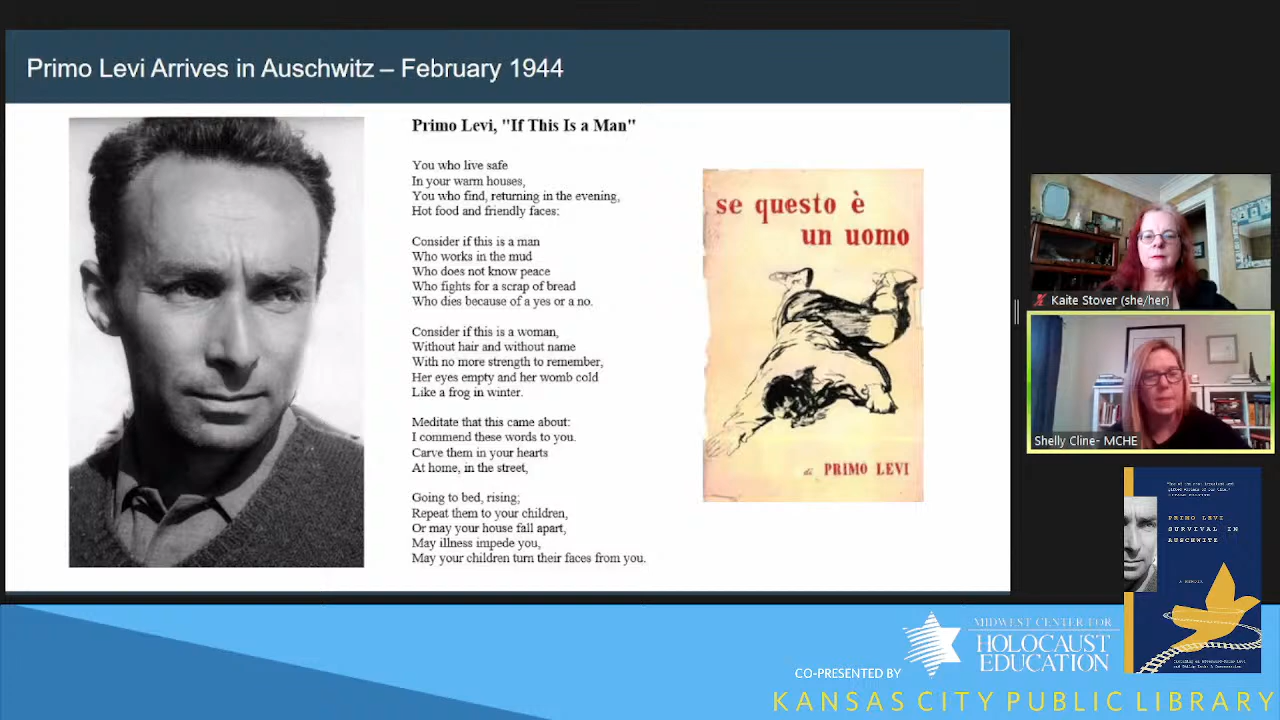 Primo Levi Arrives in Auschwitz – February 1944
Primo Levi, "If This Is a Man"
You who live safe
In your warm houses,
You who find, returning in the evening,
Hot food and friendly faces:
Consider if this is a man
Who works in the mud
Who does not know peace
Who fights for a scrap of bread
Who dies because of a yes or a no.
Consider if this is a woman,
Without hair and without name
With no more strength to remember,
Her eyes empty and her womb cold
Like a frog in winter.
Meditate that this came about:
I commend these words to you.
Carve them in your hearts
At home, in the street,
Going to bed, rising;
Repeat them to your children,
Or may your house fall apart,
May illness impede you,
May your children turn their faces from you.
se questo è
un uomo
di PRIMO LEVI
Kaite Stover (she/her)
Shelly Cline- MCHE
PRIMO LEVI
SURVIVAL IN
AUSCHWITZ
A MEMOIR
CO-PRESENTED BY
MIDWEST CENTER FOR
HOLOCAUST
EDUCATION
KANSAS CITY PUBLIC LIBRARY